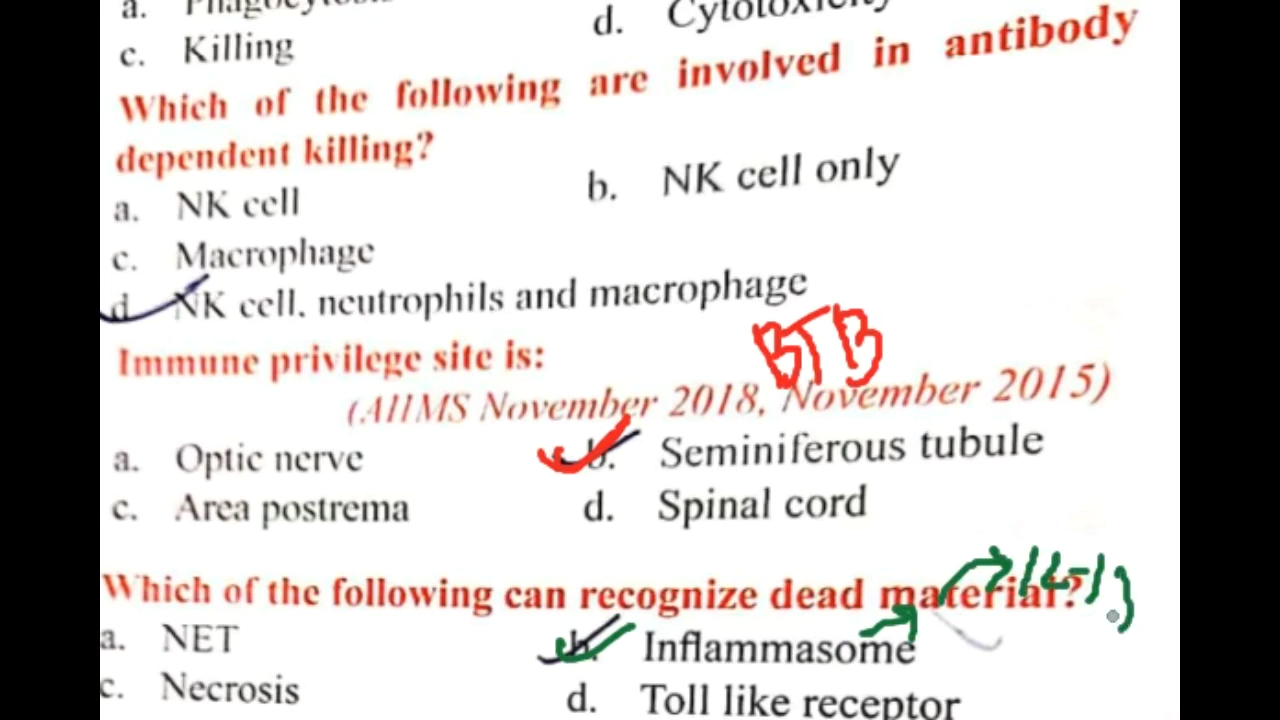 a. Phagocytosis
d. Cytotoxicity
c. Killing
Which of the following are involved in antibody
dependent killing?
a. NK cell
b. NK cell only
c. Macrophage
d. NK cell, neutrophils and macrophage
BTB
Immune privilege site is:
(AIIMS November 2018, November 2015)
a. Optic nerve
b. Seminiferous tubule
c. Area postrema
d. Spinal cord
Which of the following can recognize dead material?
IL-1β
a. NET
b. Inflammasome
c. Necrosis
d. Toll like receptor